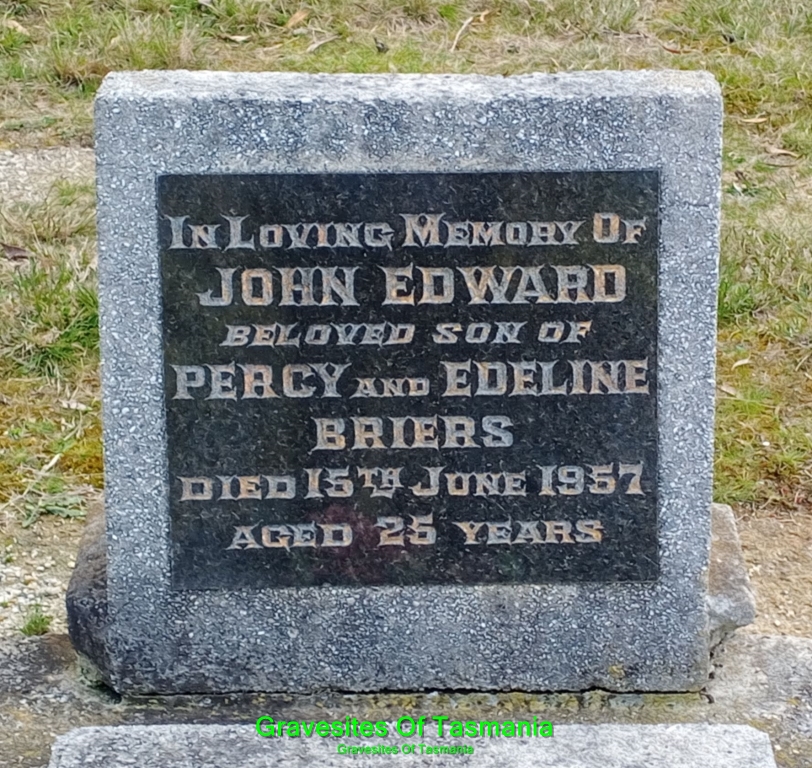 In Loving Memory Of
JOHN EDWARD
BELOVED SON OF
PERCY AND EDELINE
BRIERS
DIED 15TH June 1957
AGED 25 YEARS
Gravesites Of Tasmania
Gravesites Of Tasmania